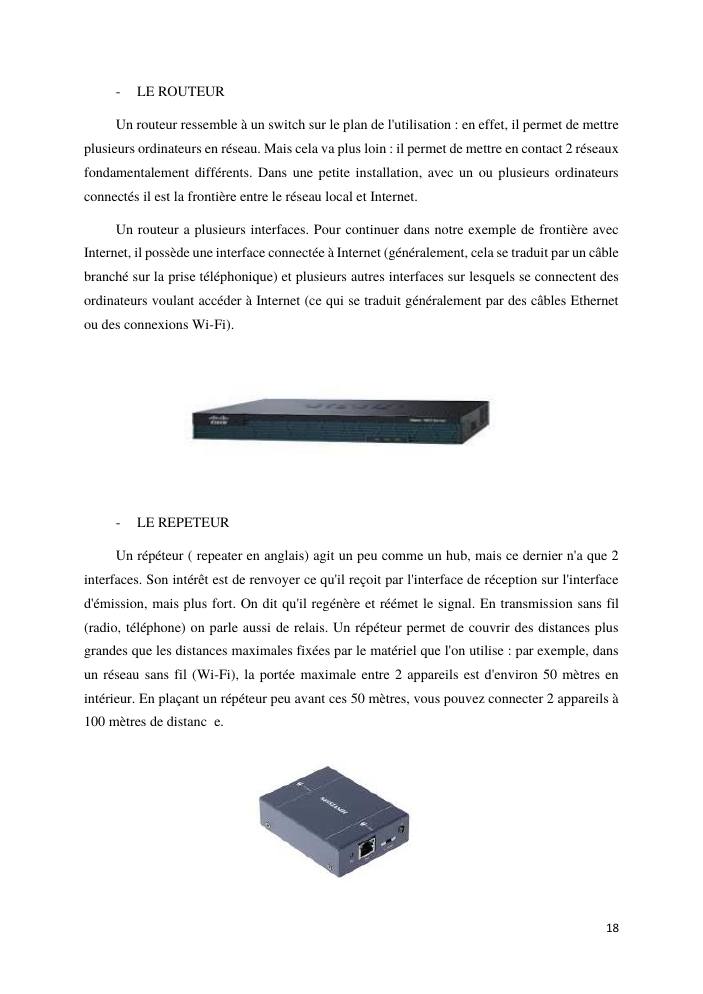 - LE ROUTEUR
Un routeur ressemble à un switch sur le plan de l'utilisation : en effet, il permet de mettre
plusieurs ordinateurs en réseau. Mais cela va plus loin : il permet de mettre en contact 2 réseaux
fondamentalement différents. Dans une petite installation, avec un ou plusieurs ordinateurs
connectés il est la frontière entre le réseau local et Internet.
Un routeur a plusieurs interfaces. Pour continuer dans notre exemple de frontière avec
Internet, il possède une interface connectée à Internet (généralement, cela se traduit par un câble
branché sur la prise téléphonique) et plusieurs autres interfaces sur lesquels se connectent des
ordinateurs voulant accéder à Internet (ce qui se traduit généralement par des câbles Ethernet
ou des connexions Wi-Fi).
- LE REPETEUR
Un répéteur ( repeater en anglais) agit un peu comme un hub, mais ce dernier n'a que 2
interfaces. Son intérêt est de renvoyer ce qu'il reçoit par l'interface de réception sur l'interface
d'émission, mais plus fort. On dit qu'il regénère et réémet le signal. En transmission sans fil
(radio, téléphone) on parle aussi de relais. Un répéteur permet de couvrir des distances plus
grandes que les distances maximales fixées par le matériel que l'on utilise : par exemple, dans
un réseau sans fil (Wi-Fi), la portée maximale entre 2 appareils est d'environ 50 mètres en
intérieur. En plaçant un répéteur peu avant ces 50 mètres, vous pouvez connecter 2 appareils à
100 mètres de distanc  e.
18